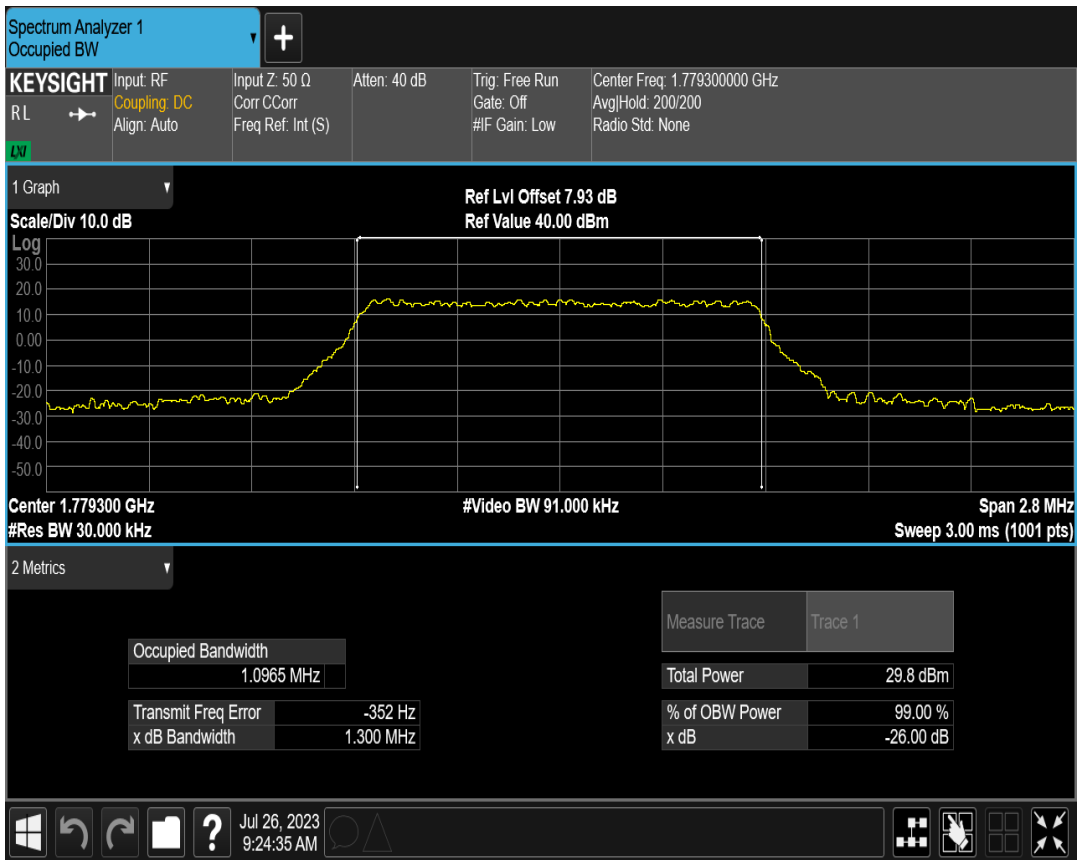 Spectrum Analyzer 1
Occupied BW
KEYSIGHT
RL
LXI
Input: RF
Coupling: DC
Align: Auto
Input Z: 50 Ω
Corr CCorr
Freq Ref: Int (S)
Atten: 40 dB
Trig: Free Run
Gate: Off
#IF Gain: Low
Center Freq: 1.779300000 GHz
Avg|Hold: 200/200
Radio Std: None
1 Graph
Ref Lvl Offset 7.93 dB
Scale/Div 10.0 dB
Ref Value 40.00 dBm
Log
30.0
20.0
10.0
0.00
-10.0
-20.0
-30.0
-40.0
-50.0
Center 1.779300 GHz
#Video BW 91.000 kHz
Span 2.8 MHz
#Res BW 30.000 kHz
Sweep 3.00 ms (1001 pts)
2 Metrics
Measure Trace
Trace 1
Occupied Bandwidth
1.0965 MHz
Total Power 29.8 dBm
Transmit Freq Error -352 Hz
% of OBW Power 99.00 %
x dB Bandwidth 1.300 MHz
x dB -26.00 dB
?
Jul 26, 2023
9:24:35 AM